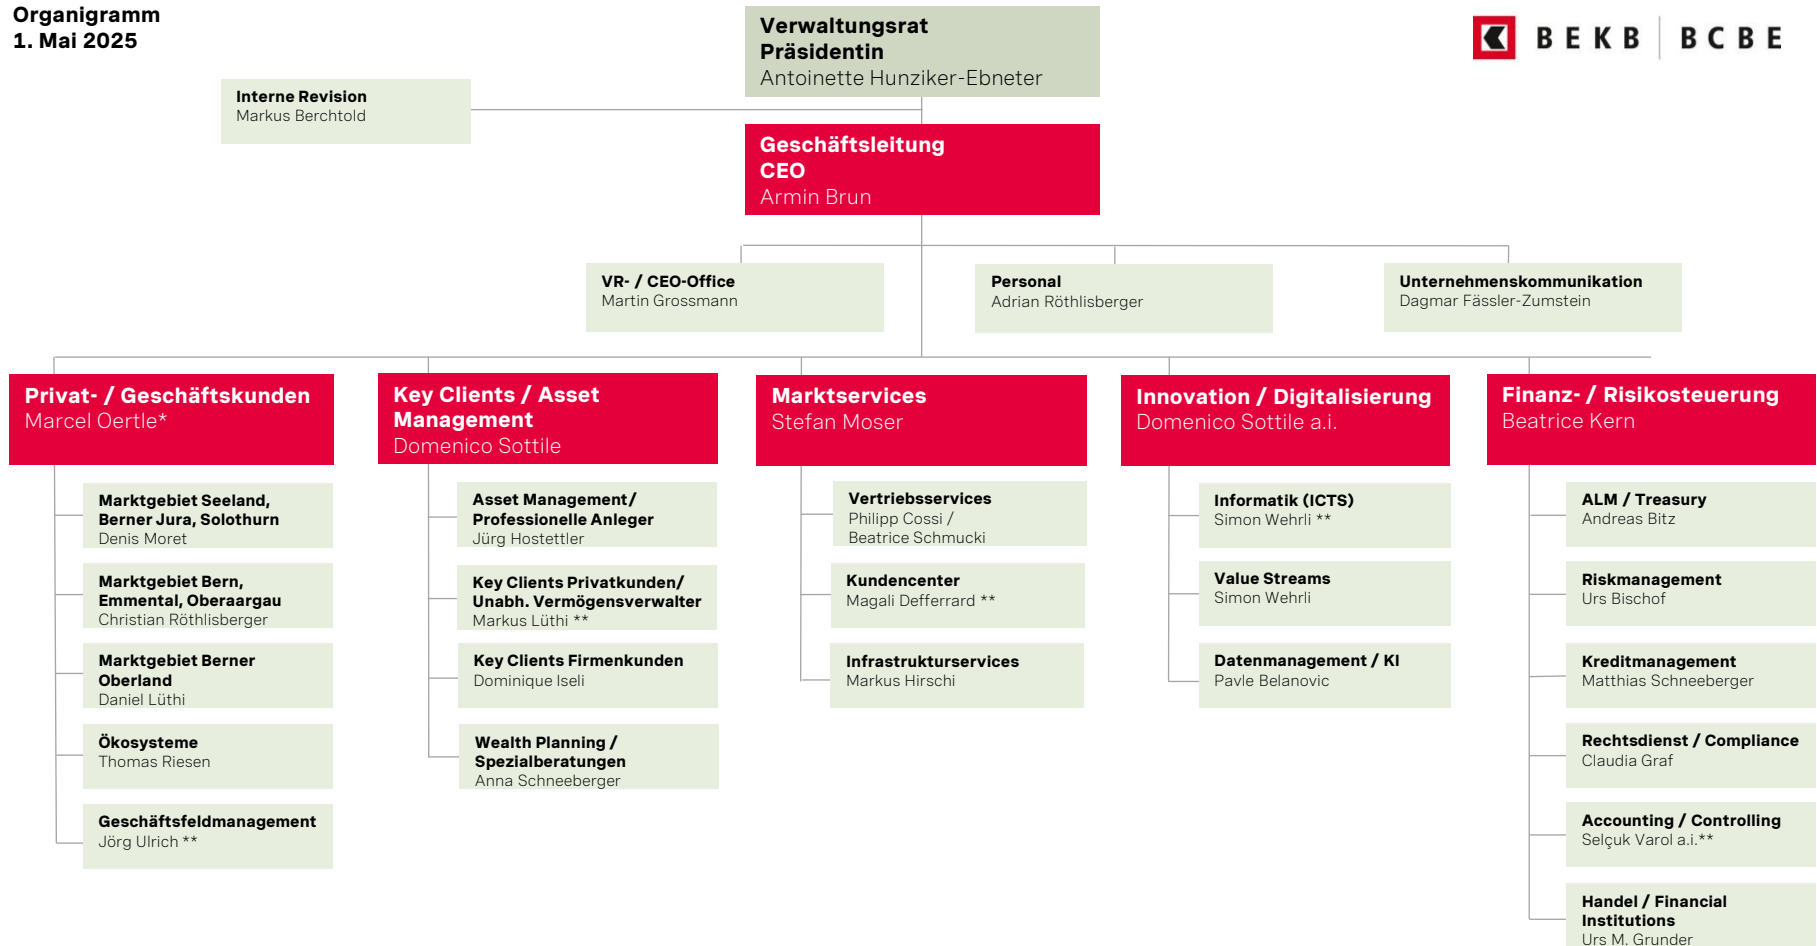 Organigramm
1. Mai 2025
Verwaltungsrat
Präsidentin
Antoinette Hunziker-Ebneter
BEKB | BCBE
Interne Revision
Markus Berchtold
Geschäftsleitung
CEO
Armin Brun
VR- / CEO-Office
Martin Grossmann
Personal
Adrian Röthlisberger
Unternehmenskommunikation
Dagmar Fässler-Zumstein
Privat- / Geschäftskunden
Marcel Oertle*
Marktgebiet Seeland,
Berner Jura, Solothurn
Denis Moret
Marktgebiet Bern,
Emmental, Oberaargau
Christian Röthlisberger
Marktgebiet Berner
Oberland
Daniel Lüthi
Ökosysteme
Thomas Riesen
Geschäftsfeldmanagement
Jörg Ulrich **
Key Clients / Asset
Management
Domenico Sottile
Asset Management/
Professionelle Anleger
Jürg Hostettler
Key Clients Privatkunden/
Unabh. Vermögensverwalter
Markus Lüthi **
Key Clients Firmenkunden
Dominique Iseli
Wealth Planning /
Spezialberatungen
Anna Schneeberger
Marktservices
Stefan Moser
Vertriebsservices
Philipp Cossi /
Beatrice Schmucki
Kundencenter
Magali Defferrard **
Infrastrukturservices
Markus Hirschi
Innovation / Digitalisierung
Domenico Sottile a.i.
Informatik (ICTS)
Simon Wehrli **
Value Streams
Simon Wehrli
Datenmanagement / KI
Pavle Belanovic
Finanz- / Risikosteuerung
Beatrice Kern
ALM / Treasury
Andreas Bitz
Riskmanagement
Urs Bischof
Kreditmanagement
Matthias Schneeberger
Rechtsdienst / Compliance
Claudia Graf
Accounting / Controlling
Selçuk Varol a.i.**
Handel / Financial
Institutions
Urs M. Grunder